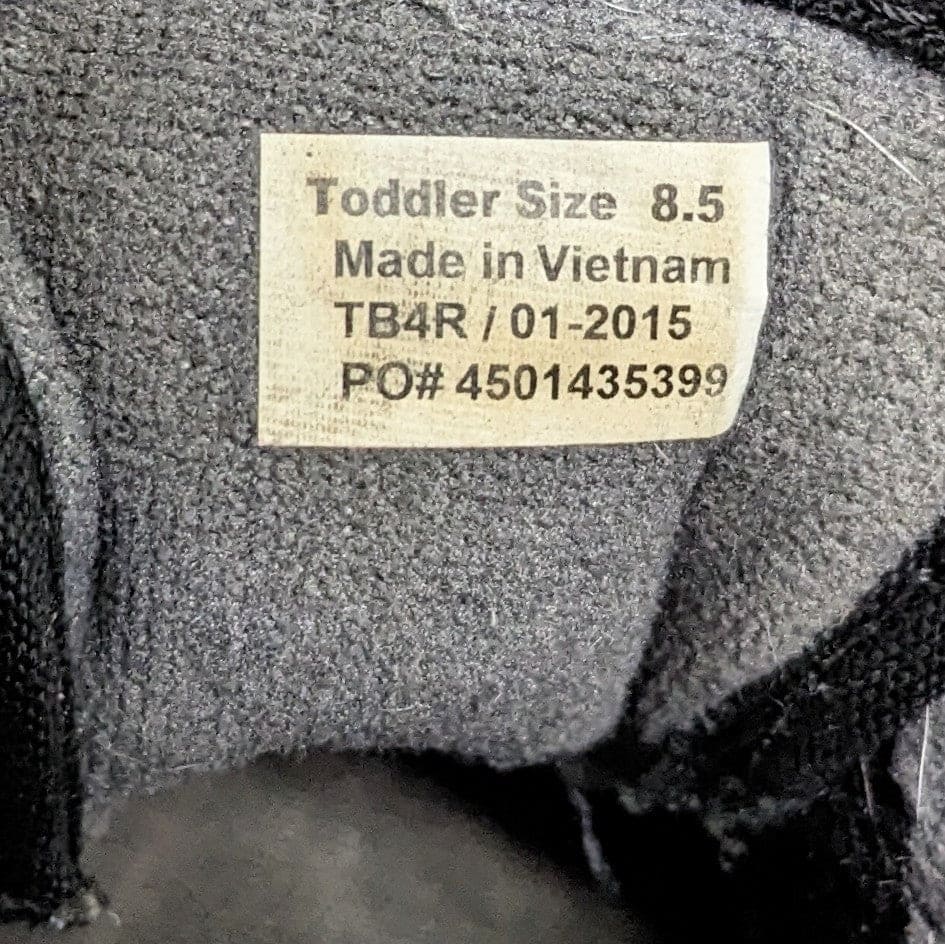 Toddler Size 8.5
Made in Vietnam
TB4R / 01-2015
PO# 4501435399